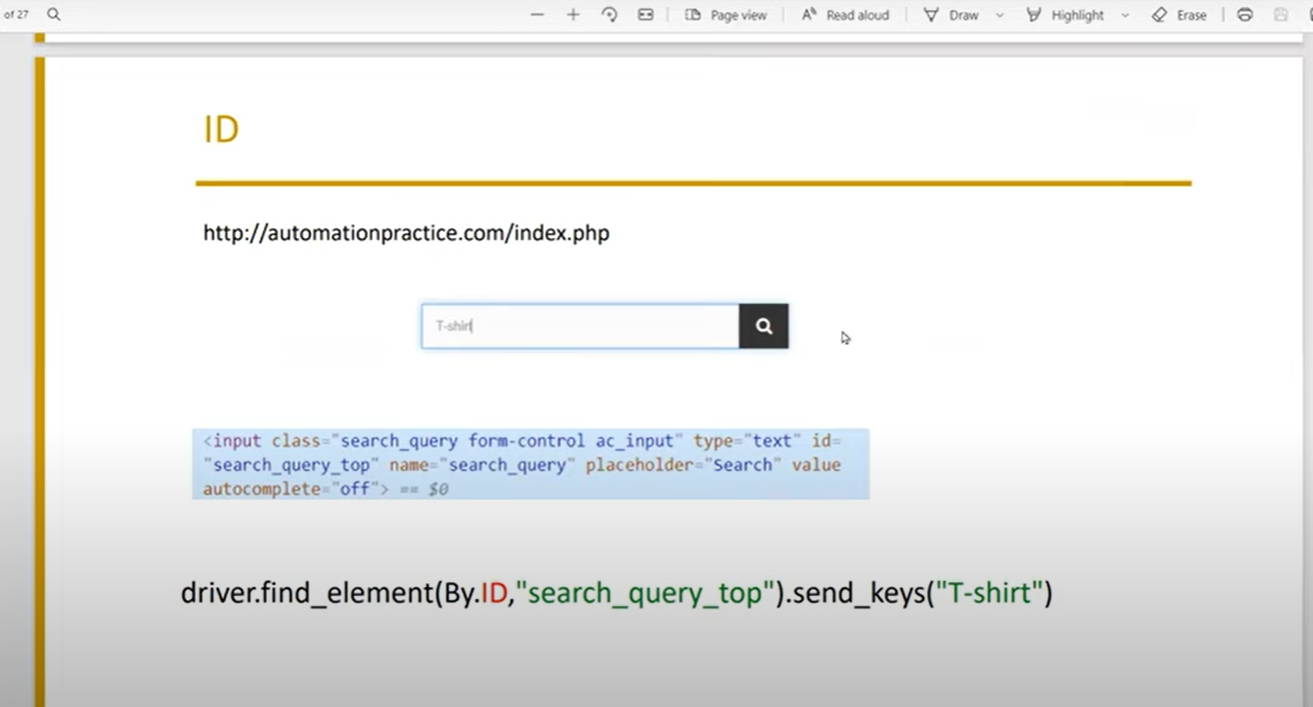 of 27
Page view
Read aloud
Draw
Highlight
Erase
ID
http://automationpractice.com/index.php
T-shirt
<input class="search_query form-control ac_input" type="text" id=
"search_query_top" name="search_query" placeholder="Search" value
autocomplete="off"> == $0
driver.find_element(By.ID,"search_query_top").send_keys("T-shirt")